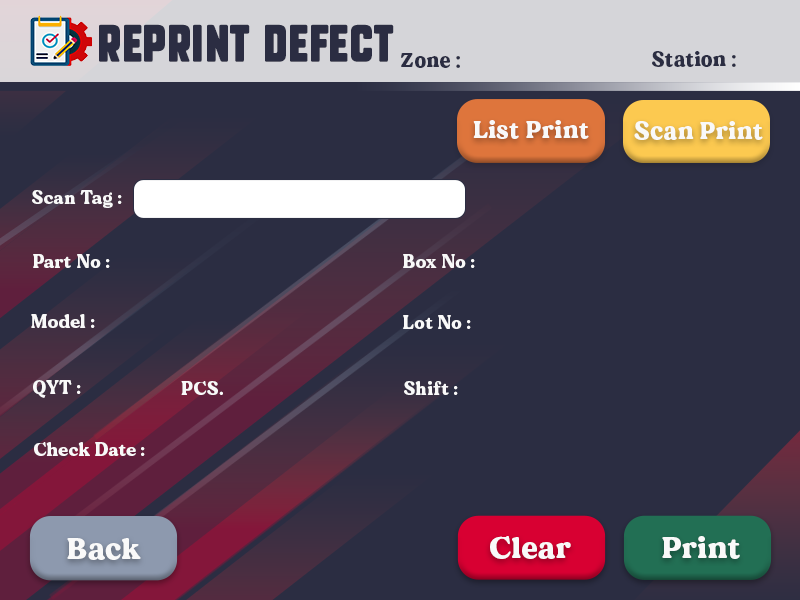 REPRINT DEFECT Zone : Station :
List Print Scan Print
Scan Tag :
Part No : Box No :
Model : Lot No :
QYT : PCS. Shift :
Check Date :
Back Clear Print